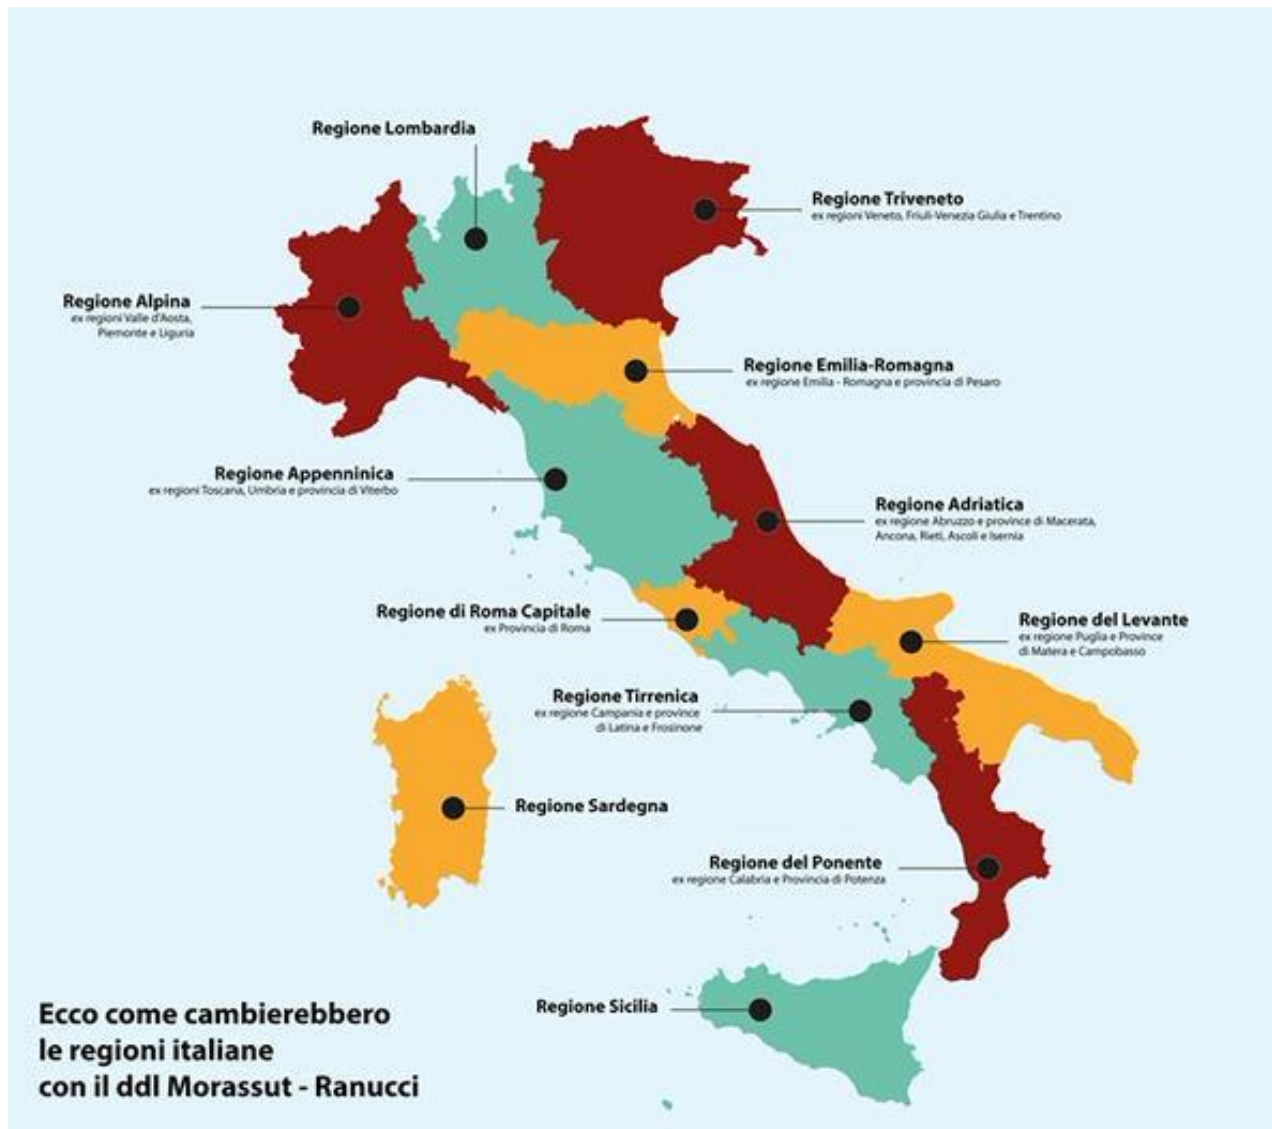 Regione Lombardia
Regione Triveneto
ex regioni Veneto, Friuli-Venezia Giulia e Trentino
Regione Alpina
ex regioni Valle d'Aosta,
Piemonte e Liguria
Regione Emilia-Romagna
ex regione Emilia - Romagna e provincia di Pesaro
Regione Appenninica
ex regioni Toscana, Umbria e provincia di Viterbo
Regione Adriatica
ex regione Abruzzo e province di Macerata,
Ancona, Rieti, Ascoli e Isernia
Regione di Roma Capitale
ex Provincia di Roma
Regione del Levante
ex regione Puglia e Province
di Matera e Campobasso
Regione Tirrenica
ex regione Campania e province
di Latina e Frosinone
Regione Sardegna
Regione del Ponente
ex regione Calabria e Provincia di Potenza
Regione Sicilia
Ecco come cambierebbero
le regioni italiane
con il ddl Morassut - Ranucci